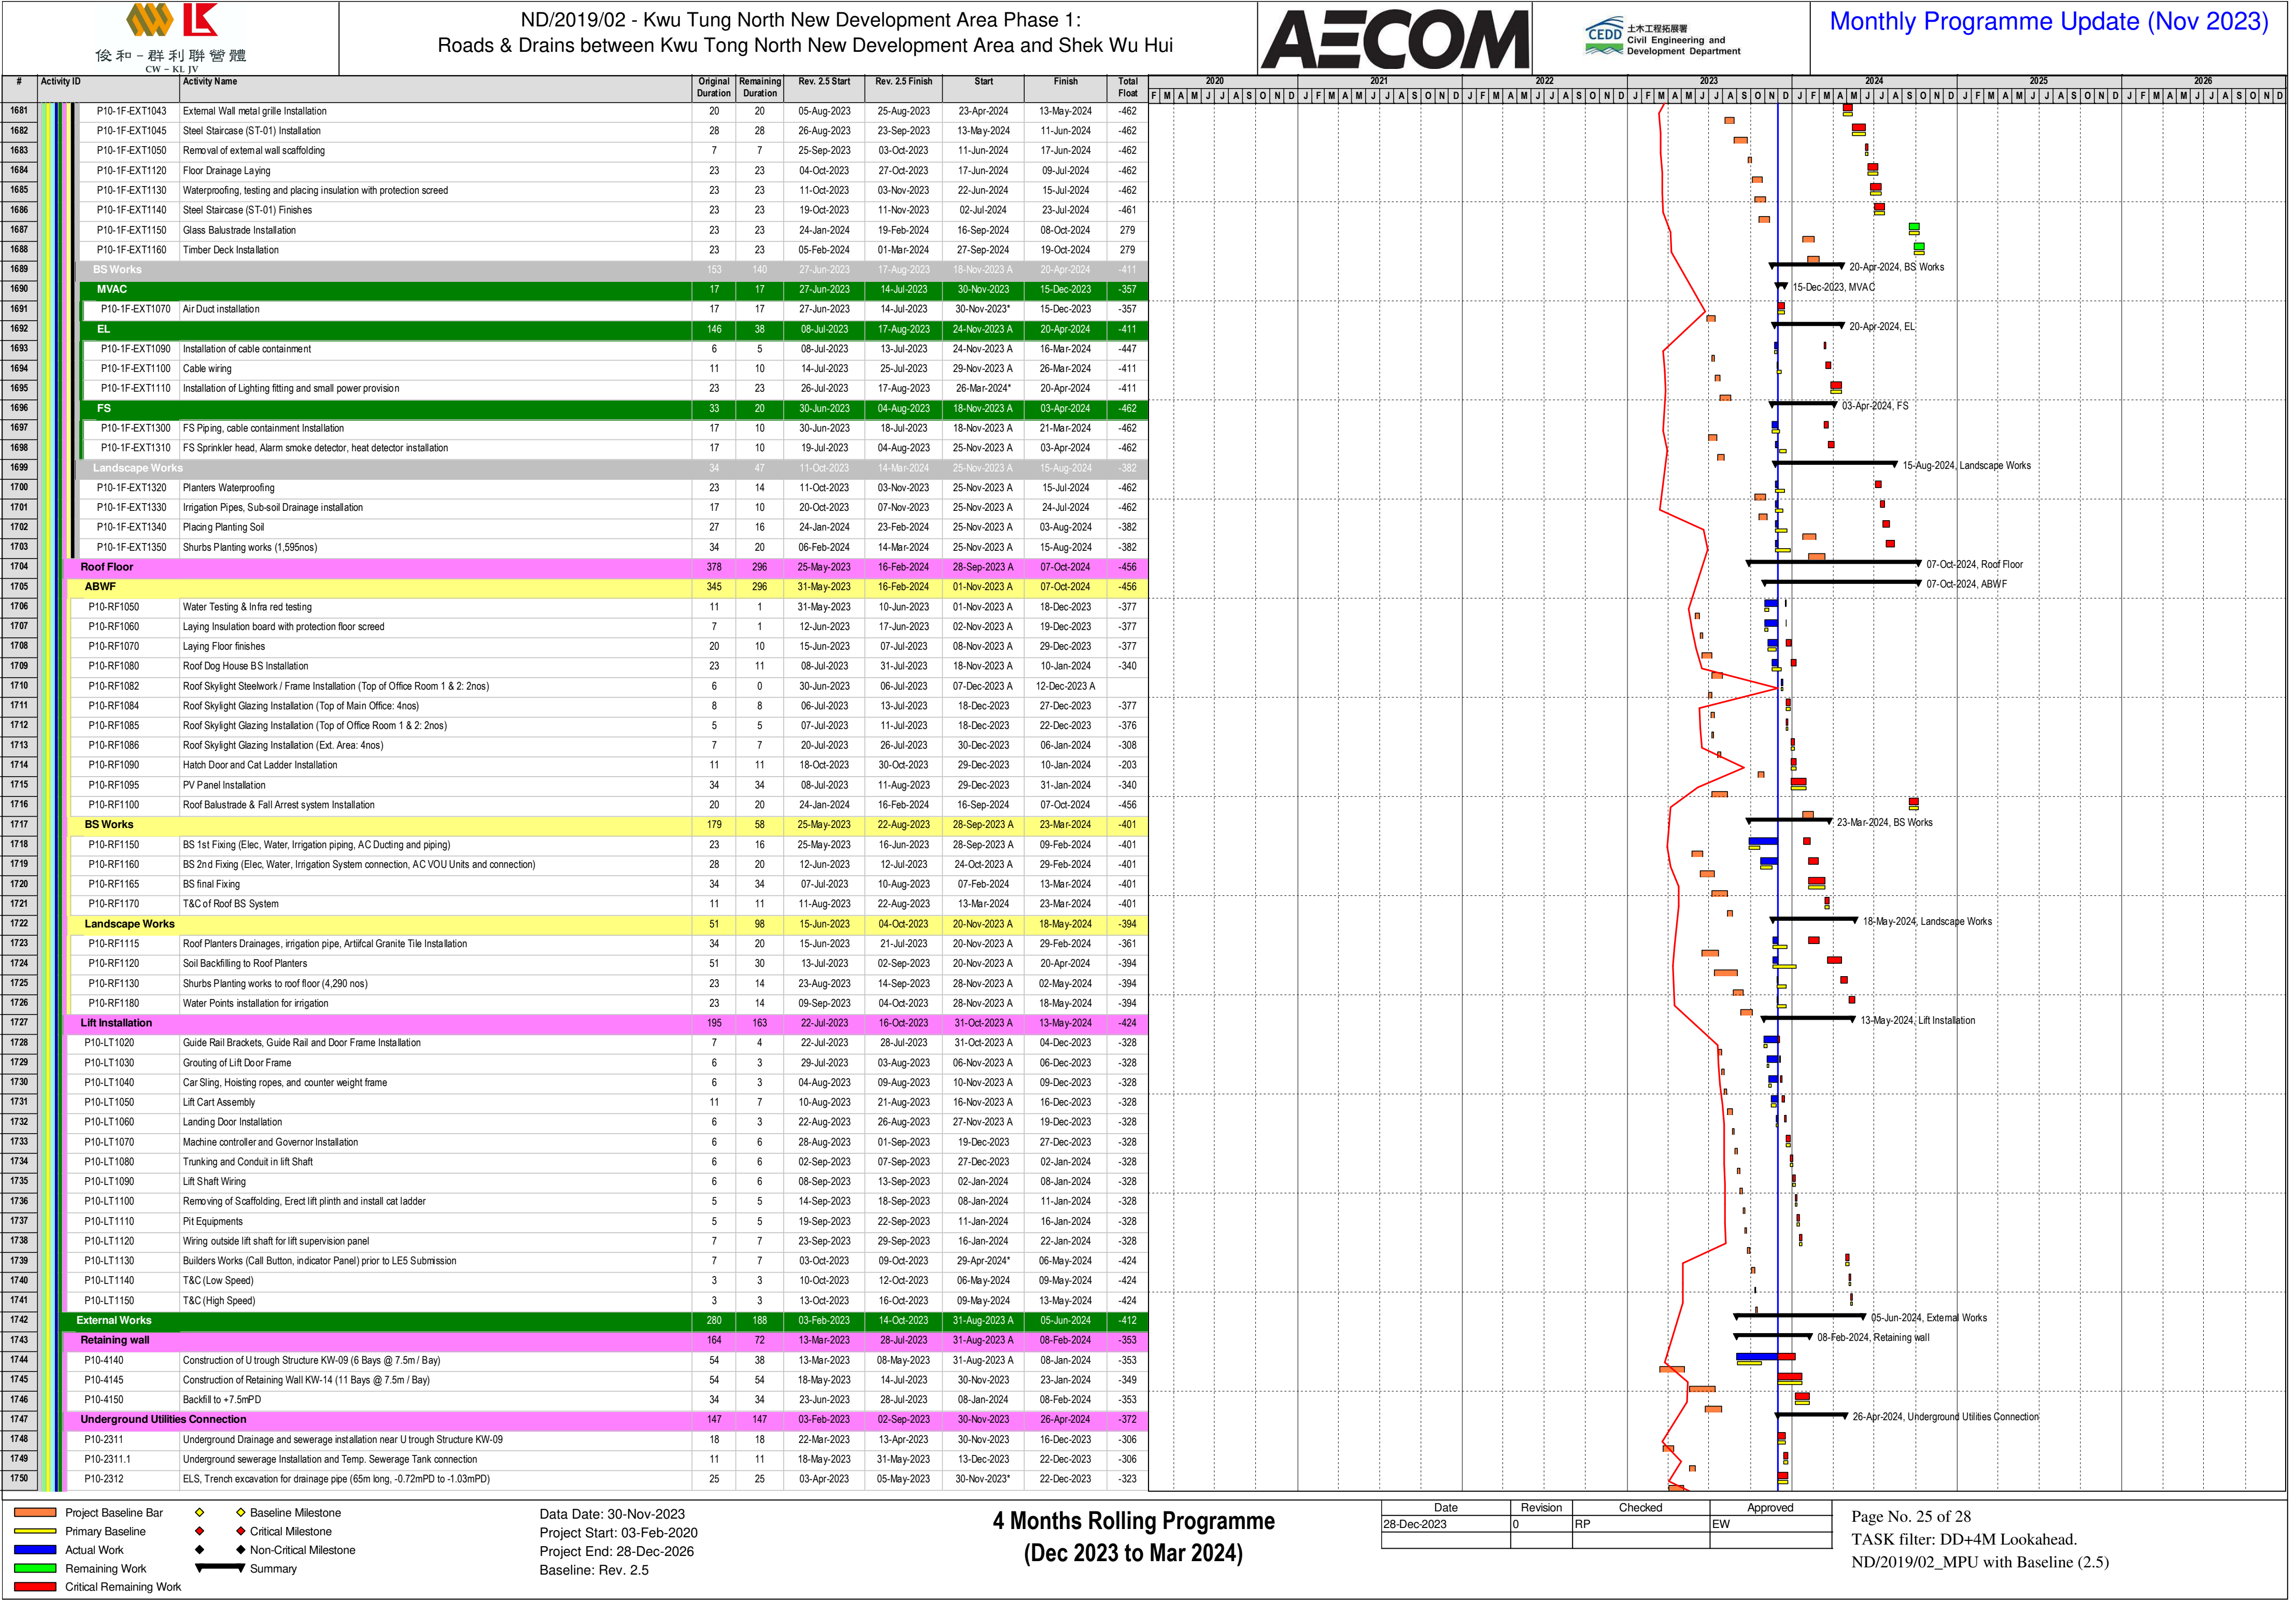 俊和-群利聯營體
CW – KL JV
ND/2019/02 - Kwu Tung North New Development Area Phase 1:
Roads & Drains between Kwu Tong North New Development Area and Shek Wu Hui
AECOM
CEDD
土木工程拓展署
Civil Engineering and
Development Department
Monthly Programme Update (Nov 2023)
# Activity ID Activity Name Original Duration Remaining Duration Rev. 2.5 Start Rev. 2.5 Finish Start Finish Total Float 2020 2021 2022 2023 2024 2025 2026
F M A M J J A S O N D J F M A M J J A S O N D J F M A M J J A S O N D J F M A M J J A S O N D J F M A M J J A S O N D J F M A M J J A S O N D J F M A M J J A S O N D
1681 P10-1F-EXT1043 External Wall metal grille Installation 20 20 05-Aug-2023 25-Aug-2023 23-Apr-2024 13-May-2024 -462
1682 P10-1F-EXT1045 Steel Staircase (ST-01) Installation 28 28 26-Aug-2023 23-Sep-2023 13-May-2024 11-Jun-2024 -462
1683 P10-1F-EXT1050 Removal of external wall scaffolding 7 7 25-Sep-2023 03-Oct-2023 11-Jun-2024 17-Jun-2024 -462
1684 P10-1F-EXT1120 Floor Drainage Laying 23 23 04-Oct-2023 27-Oct-2023 17-Jun-2024 09-Jul-2024 -462
1685 P10-1F-EXT1130 Waterproofing, testing and placing insulation with protection screed 23 23 11-Oct-2023 03-Nov-2023 22-Jun-2024 15-Jul-2024 -462
1686 P10-1F-EXT1140 Steel Staircase (ST-01) Finishes 23 23 19-Oct-2023 11-Nov-2023 02-Jul-2024 23-Jul-2024 -461
1687 P10-1F-EXT1150 Glass Balustrade Installation 23 23 24-Jan-2024 19-Feb-2024 16-Sep-2024 08-Oct-2024 279
1688 P10-1F-EXT1160 Timber Deck Installation 23 23 05-Feb-2024 01-Mar-2024 27-Sep-2024 19-Oct-2024 279
1689 BS Works 153 140 27-Jun-2023 17-Aug-2023 18-Nov-2023 A 20-Apr-2024 -411 20-Apr-2024, BS Works
1690 MVAC 17 17 27-Jun-2023 14-Jul-2023 30-Nov-2023 15-Dec-2023 -357 15-Dec-2023, MVAC
1691 P10-1F-EXT1070 Air Duct installation 17 17 27-Jun-2023 14-Jul-2023 30-Nov-2023* 15-Dec-2023 -357
1692 EL 146 38 08-Jul-2023 17-Aug-2023 24-Nov-2023 A 20-Apr-2024 -411 20-Apr-2024, EL
1693 P10-1F-EXT1090 Installation of cable containment 6 5 08-Jul-2023 13-Jul-2023 24-Nov-2023 A 16-Mar-2024 -447
1694 P10-1F-EXT1100 Cable wiring 11 10 14-Jul-2023 25-Jul-2023 29-Nov-2023 A 26-Mar-2024 -411
1695 P10-1F-EXT1110 Installation of Lighting fitting and small power provision 23 23 26-Jul-2023 17-Aug-2023 26-Mar-2024* 20-Apr-2024 -411
1696 FS 33 20 30-Jun-2023 04-Aug-2023 18-Nov-2023 A 03-Apr-2024 -462 03-Apr-2024, FS
1697 P10-1F-EXT1300 FS Piping, cable containment Installation 17 10 30-Jun-2023 18-Jul-2023 18-Nov-2023 A 21-Mar-2024 -462
1698 P10-1F-EXT1310 FS Sprinkler head, Alarm smoke detector, heat detector installation 17 10 19-Jul-2023 04-Aug-2023 25-Nov-2023 A 03-Apr-2024 -462
1699 Landscape Works 34 47 11-Oct-2023 14-Mar-2024 25-Nov-2023 A 15-Aug-2024 -382 15-Aug-2024, Landscape Works
1700 P10-1F-EXT1320 Planters Waterproofing 23 14 11-Oct-2023 03-Nov-2023 25-Nov-2023 A 15-Jul-2024 -462
1701 P10-1F-EXT1330 Irrigation Pipes, Sub-soil Drainage installation 17 10 20-Oct-2023 07-Nov-2023 25-Nov-2023 A 24-Jul-2024 -462
1702 P10-1F-EXT1340 Placing Planting Soil 27 16 24-Jan-2024 23-Feb-2024 25-Nov-2023 A 03-Aug-2024 -382
1703 P10-1F-EXT1350 Shurbs Planting works (1,595nos) 34 20 06-Feb-2024 14-Mar-2024 25-Nov-2023 A 15-Aug-2024 -382
1704 Roof Floor 378 296 25-May-2023 16-Feb-2024 28-Sep-2023 A 07-Oct-2024 -456 07-Oct-2024, Roof Floor
1705 ABWF 345 296 31-May-2023 16-Feb-2024 01-Nov-2023 A 07-Oct-2024 -456 07-Oct-2024, ABWF
1706 P10-RF1050 Water Testing & Infra red testing 11 1 31-May-2023 10-Jun-2023 01-Nov-2023 A 18-Dec-2023 -377
1707 P10-RF1060 Laying Insulation board with protection floor screed 7 1 12-Jun-2023 17-Jun-2023 02-Nov-2023 A 19-Dec-2023 -377
1708 P10-RF1070 Laying Floor finishes 20 10 15-Jun-2023 07-Jul-2023 08-Nov-2023 A 29-Dec-2023 -377
1709 P10-RF1080 Roof Dog House BS Installation 23 11 08-Jul-2023 31-Jul-2023 18-Nov-2023 A 10-Jan-2024 -340
1710 P10-RF1082 Roof Skylight Steelwork / Frame Installation (Top of Office Room 1 & 2: 2nos) 6 0 30-Jun-2023 06-Jul-2023 07-Dec-2023 A 12-Dec-2023 A
1711 P10-RF1084 Roof Skylight Glazing Installation (Top of Main Office: 4nos) 8 8 06-Jul-2023 13-Jul-2023 18-Dec-2023 27-Dec-2023 -377
1712 P10-RF1085 Roof Skylight Glazing Installation (Top of Office Room 1 & 2: 2nos) 5 5 07-Jul-2023 11-Jul-2023 18-Dec-2023 22-Dec-2023 -376
1713 P10-RF1086 Roof Skylight Glazing Installation (Ext. Area: 4nos) 7 7 20-Jul-2023 26-Jul-2023 30-Dec-2023 06-Jan-2024 -308
1714 P10-RF1090 Hatch Door and Cat Ladder Installation 11 11 18-Oct-2023 30-Oct-2023 29-Dec-2023 10-Jan-2024 -203
1715 P10-RF1095 PV Panel Installation 34 34 08-Jul-2023 11-Aug-2023 29-Dec-2023 31-Jan-2024 -340
1716 P10-RF1100 Roof Balustrade & Fall Arrest system Installation 20 20 24-Jan-2024 16-Feb-2024 16-Sep-2024 07-Oct-2024 -456
1717 BS Works 179 58 25-May-2023 22-Aug-2023 28-Sep-2023 A 23-Mar-2024 -401 23-Mar-2024, BS Works
1718 P10-RF1150 BS 1st Fixing (Elec, Water, Irrigation piping, AC Ducting and piping) 23 16 25-May-2023 16-Jun-2023 28-Sep-2023 A 09-Feb-2024 -401
1719 P10-RF1160 BS 2nd Fixing (Elec, Water, Irrigation System connection, AC VOU Units and connection) 28 20 12-Jun-2023 12-Jul-2023 24-Oct-2023 A 29-Feb-2024 -401
1720 P10-RF1165 BS final Fixing 34 34 07-Jul-2023 10-Aug-2023 07-Feb-2024 13-Mar-2024 -401
1721 P10-RF1170 T&C of Roof BS System 11 11 11-Aug-2023 22-Aug-2023 13-Mar-2024 23-Mar-2024 -401
1722 Landscape Works 51 98 15-Jun-2023 04-Oct-2023 20-Nov-2023 A 18-May-2024 -394 18-May-2024, Landscape Works
1723 P10-RF1115 Roof Planters Drainages, irrigation pipe, Artiifcal Granite Tile Installation 34 20 15-Jun-2023 21-Jul-2023 20-Nov-2023 A 29-Feb-2024 -361
1724 P10-RF1120 Soil Backfilling to Roof Planters 51 30 13-Jul-2023 02-Sep-2023 20-Nov-2023 A 20-Apr-2024 -394
1725 P10-RF1130 Shurbs Planting works to roof floor (4,290 nos) 23 14 23-Aug-2023 14-Sep-2023 28-Nov-2023 A 02-May-2024 -394
1726 P10-RF1180 Water Points installation for irrigation 23 14 09-Sep-2023 04-Oct-2023 28-Nov-2023 A 18-May-2024 -394
1727 Lift Installation 195 163 22-Jul-2023 16-Oct-2023 31-Oct-2023 A 13-May-2024 -424 13-May-2024, Lift Installation
1728 P10-LT1020 Guide Rail Brackets, Guide Rail and Door Frame Installation 7 4 22-Jul-2023 28-Jul-2023 31-Oct-2023 A 04-Dec-2023 -328
1729 P10-LT1030 Grouting of Lift Door Frame 6 3 29-Jul-2023 03-Aug-2023 06-Nov-2023 A 06-Dec-2023 -328
1730 P10-LT1040 Car Sling, Hoisting ropes, and counter weight frame 6 3 04-Aug-2023 09-Aug-2023 10-Nov-2023 A 09-Dec-2023 -328
1731 P10-LT1050 Lift Cart Assembly 11 7 10-Aug-2023 21-Aug-2023 16-Nov-2023 A 16-Dec-2023 -328
1732 P10-LT1060 Landing Door Installation 6 3 22-Aug-2023 26-Aug-2023 27-Nov-2023 A 19-Dec-2023 -328
1733 P10-LT1070 Machine controller and Governor Installation 6 6 28-Aug-2023 01-Sep-2023 19-Dec-2023 27-Dec-2023 -328
1734 P10-LT1080 Trunking and Conduit in lift Shaft 6 6 02-Sep-2023 07-Sep-2023 27-Dec-2023 02-Jan-2024 -328
1735 P10-LT1090 Lift Shaft Wiring 6 6 08-Sep-2023 13-Sep-2023 02-Jan-2024 08-Jan-2024 -328
1736 P10-LT1100 Removing of Scaffolding, Erect lift plinth and install cat ladder 5 5 14-Sep-2023 18-Sep-2023 08-Jan-2024 11-Jan-2024 -328
1737 P10-LT1110 Pit Equipments 5 5 19-Sep-2023 22-Sep-2023 11-Jan-2024 16-Jan-2024 -328
1738 P10-LT1120 Wiring outside lift shaft for lift supervision panel 7 7 23-Sep-2023 29-Sep-2023 16-Jan-2024 22-Jan-2024 -328
1739 P10-LT1130 Builders Works (Call Button, indicator Panel) prior to LE5 Submission 7 7 03-Oct-2023 09-Oct-2023 29-Apr-2024* 06-May-2024 -424
1740 P10-LT1140 T&C (Low Speed) 3 3 10-Oct-2023 12-Oct-2023 06-May-2024 09-May-2024 -424
1741 P10-LT1150 T&C (High Speed) 3 3 13-Oct-2023 16-Oct-2023 09-May-2024 13-May-2024 -424
1742 External Works 280 188 03-Feb-2023 14-Oct-2023 31-Aug-2023 A 05-Jun-2024 -412 05-Jun-2024, External Works
1743 Retaining wall 164 72 13-Mar-2023 28-Jul-2023 31-Aug-2023 A 08-Feb-2024 -353 08-Feb-2024, Retaining wall
1744 P10-4140 Construction of U trough Structure KW-09 (6 Bays @ 7.5m / Bay) 54 38 13-Mar-2023 08-May-2023 31-Aug-2023 A 08-Jan-2024 -353
1745 P10-4145 Construction of Retaining Wall KW-14 (11 Bays @ 7.5m / Bay) 54 54 18-May-2023 14-Jul-2023 30-Nov-2023 23-Jan-2024 -349
1746 P10-4150 Backfill to +7.5mPD 34 34 23-Jun-2023 28-Jul-2023 08-Jan-2024 08-Feb-2024 -353
1747 Underground Utilities Connection 147 147 03-Feb-2023 02-Sep-2023 30-Nov-2023 26-Apr-2024 -372 26-Apr-2024, Underground Utilities Connection
1748 P10-2311 Underground Drainage and sewerage installation near U trough Structure KW-09 18 18 22-Mar-2023 13-Apr-2023 30-Nov-2023 16-Dec-2023 -306
1749 P10-2311.1 Underground sewerage Installation and Temp. Sewerage Tank connection 11 11 18-May-2023 31-May-2023 13-Dec-2023 22-Dec-2023 -306
1750 P10-2312 ELS, Trench excavation for drainage pipe (65m long, -0.72mPD to -1.03mPD) 25 25 03-Apr-2023 05-May-2023 30-Nov-2023* 22-Dec-2023 -323
Project Baseline Bar Baseline Milestone
Primary Baseline Critical Milestone
Actual Work Non-Critical Milestone
Remaining Work Summary
Critical Remaining Work
Data Date: 30-Nov-2023
Project Start: 03-Feb-2020
Project End: 28-Dec-2026
Baseline: Rev. 2.5
4 Months Rolling Programme
(Dec 2023 to Mar 2024)
Date Revision Checked Approved
28-Dec-2023 0 RP EW
Page No. 25 of 28
TASK filter: DD+4M Lookahead.
ND/2019/02_MPU with Baseline (2.5)